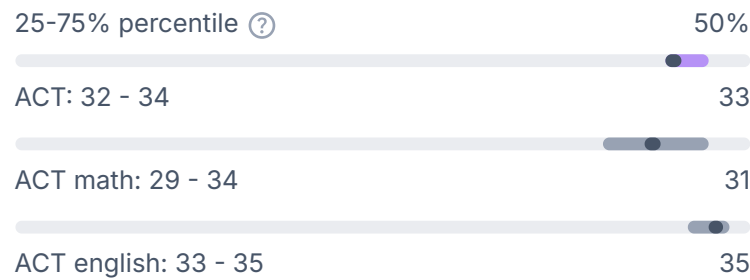 25-75% percentile ? 50%
ACT: 32 - 34 33
ACT math: 29 - 34 31
ACT english: 33 - 35 35